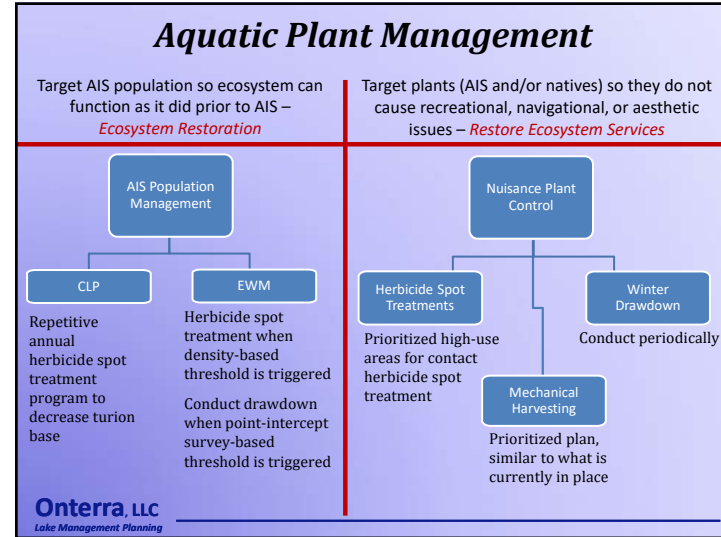 Aquatic Plant Management
Target AIS population so ecosystem can
function as it did prior to AIS –
Ecosystem Restoration
Target plants (AIS and/or natives) so they do not
cause recreational, navigational, or aesthetic
issues – Restore Ecosystem Services
AIS Population
Management
CLP
EWM
Repetitive
annual
herbicide spot
treatment
program to
decrease turion
base
Herbicide spot
treatment when
density-based
threshold is triggered
Conduct drawdown
when point-intercept
survey-based
threshold is triggered
Nuisance Plant
Control
Herbicide Spot
Treatments
Prioritized high-use
areas for contact
herbicide spot
treatment
Mechanical
Harvesting
Prioritized plan,
similar to what is
currently in place
Winter
Drawdown
Conduct periodically
Onterra, LLC
Lake Management Planning